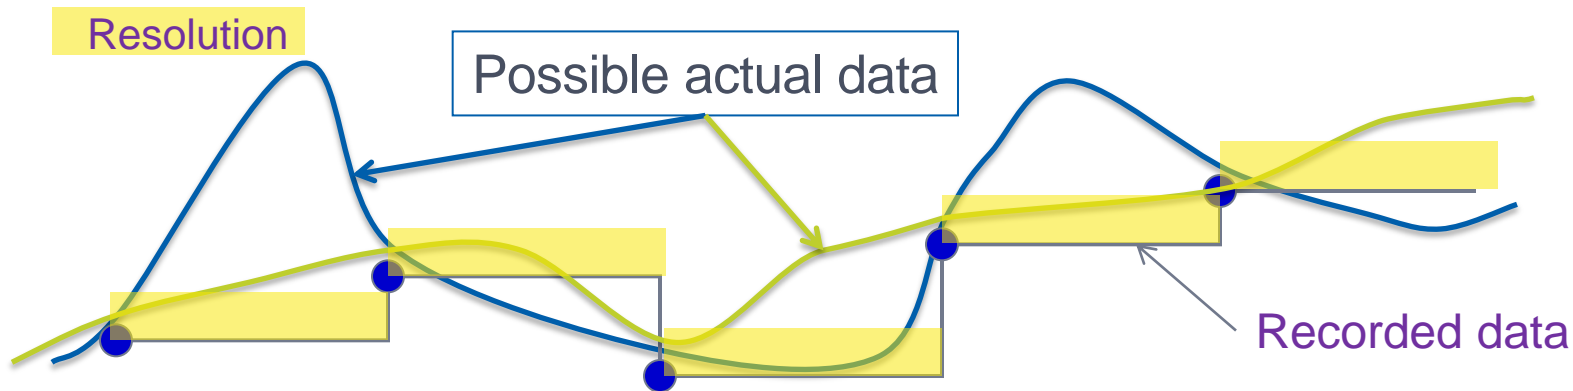 Resolution
Possible actual data
Recorded data